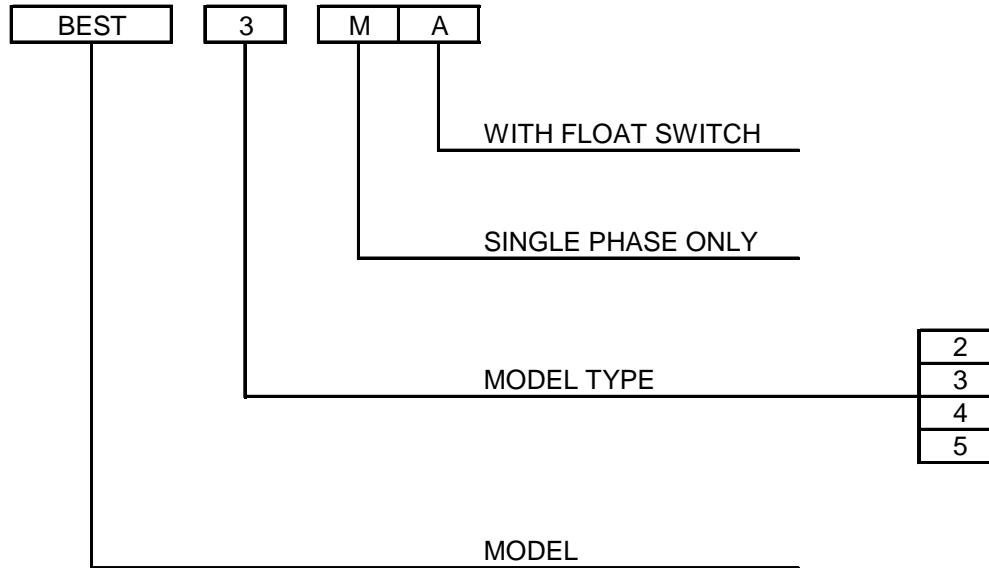 BEST 3 M A
WITH FLOAT SWITCH
SINGLE PHASE ONLY
2
MODEL TYPE 3
4
5
MODEL